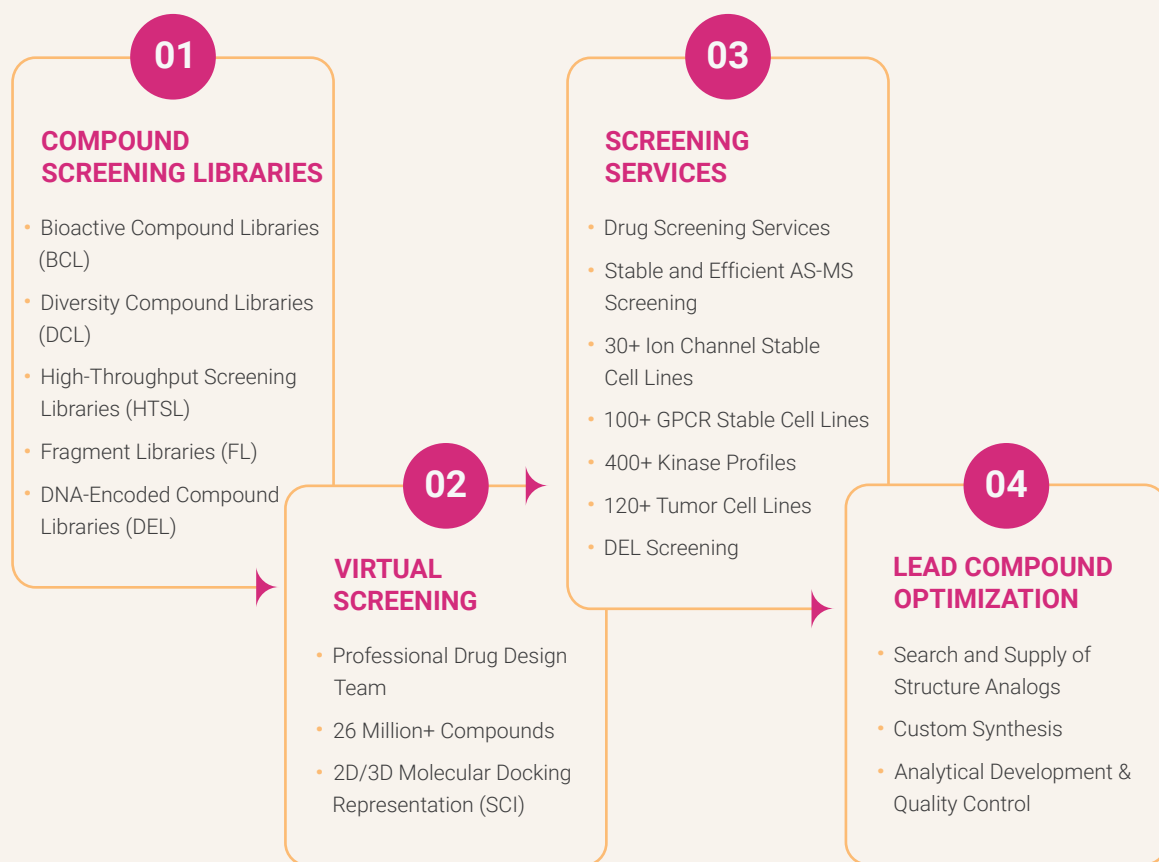 01
COMPOUND
SCREENING LIBRARIES
• Bioactive Compound Libraries
(BCL)
• Diversity Compound Libraries
(DCL)
• High-Throughput Screening
Libraries (HTSL)
• Fragment Libraries (FL)
• DNA-Encoded Compound
Libraries (DEL)
02
VIRTUAL
SCREENING
• Professional Drug Design
Team
• 26 Million+ Compounds
• 2D/3D Molecular Docking
Representation (SCI)
03
SCREENING
SERVICES
• Drug Screening Services
• Stable and Efficient AS-MS
Screening
• 30+ Ion Channel Stable
Cell Lines
• 100+ GPCR Stable Cell Lines
• 400+ Kinase Profiles
• 120+ Tumor Cell Lines
• DEL Screening
04
LEAD COMPOUND
OPTIMIZATION
• Search and Supply of
Structure Analogs
• Custom Synthesis
• Analytical Development &
Quality Control